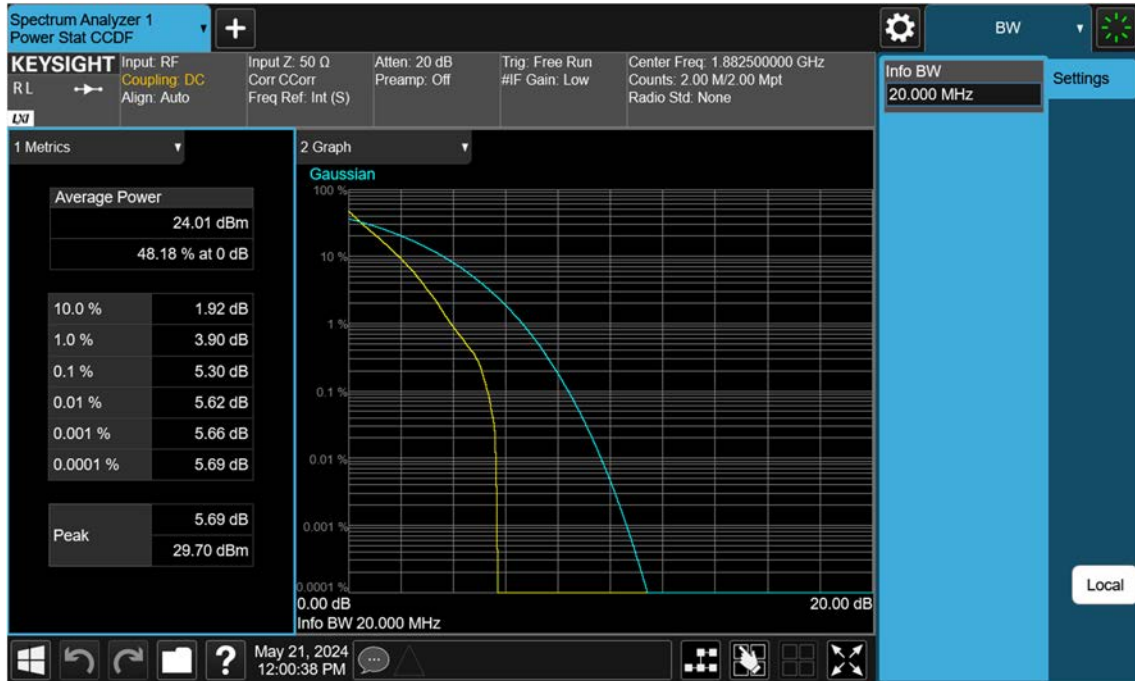 Spectrum Analyzer 1
Power Stat CCDF
BW
KEYSIGHT
R L
LXI
Input: RF
Coupling: DC
Align: Auto
Input Z: 50 Ω
Corr CCorr
Freq Ref: Int (S)
Atten: 20 dB
Preamp: Off
Trig: Free Run
#IF Gain: Low
Center Freq: 1.882500000 GHz
Counts: 2.00 M/2.00 Mpt
Radio Std: None
Info BW
20.000 MHz
Settings
1 Metrics
Average Power
24.01 dBm
48.18 % at 0 dB
10.0 % 1.92 dB
1.0 % 3.90 dB
0.1 % 5.30 dB
0.01 % 5.62 dB
0.001 % 5.66 dB
0.0001 % 5.69 dB
Peak 5.69 dB
29.70 dBm
2 Graph
Gaussian
100 %
10 %
1 %
0.1 %
0.01 %
0.001 %
0.0001 %
0.00 dB 20.00 dB
Info BW 20.000 MHz
Local
?
May 21, 2024
12:00:38 PM